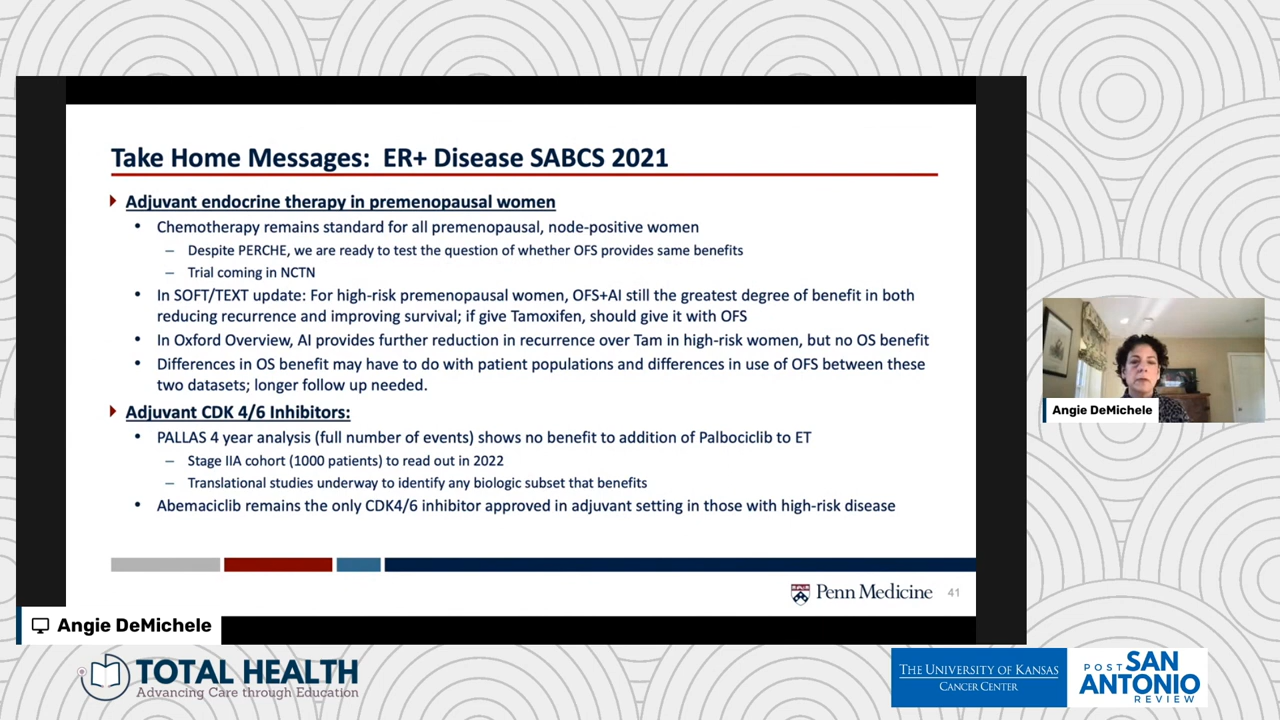 Take Home Messages: ER+ Disease SABCS 2021
Adjuvant endocrine therapy in premenopausal women
• Chemotherapy remains standard for all premenopausal, node-positive women
– Despite PERCHE, we are ready to test the question of whether OFS provides same benefits
– Trial coming in NCTN
• In SOFT/TEXT update: For high-risk premenopausal women, OFS+AI still the greatest degree of benefit in both
reducing recurrence and improving survival; if give Tamoxifen, should give it with OFS
• In Oxford Overview, AI provides further reduction in recurrence over Tam in high-risk women, but no OS benefit
• Differences in OS benefit may have to do with patient populations and differences in use of OFS between these
two datasets; longer follow up needed.
Adjuvant CDK 4/6 Inhibitors:
• PALLAS 4 year analysis (full number of events) shows no benefit to addition of Palbociclib to ET
– Stage IIA cohort (1000 patients) to read out in 2022
– Translational studies underway to identify any biologic subset that benefits
• Abemaciclib remains the only CDK4/6 inhibitor approved in adjuvant setting in those with high-risk disease
Penn Medicine 41
Angie DeMichele
Angie DeMichele
TOTAL HEALTH
Advancing Care through Education
THE UNIVERSITY OF KANSAS
CANCER CENTER
POST SAN
ANTONIO
REVIEW